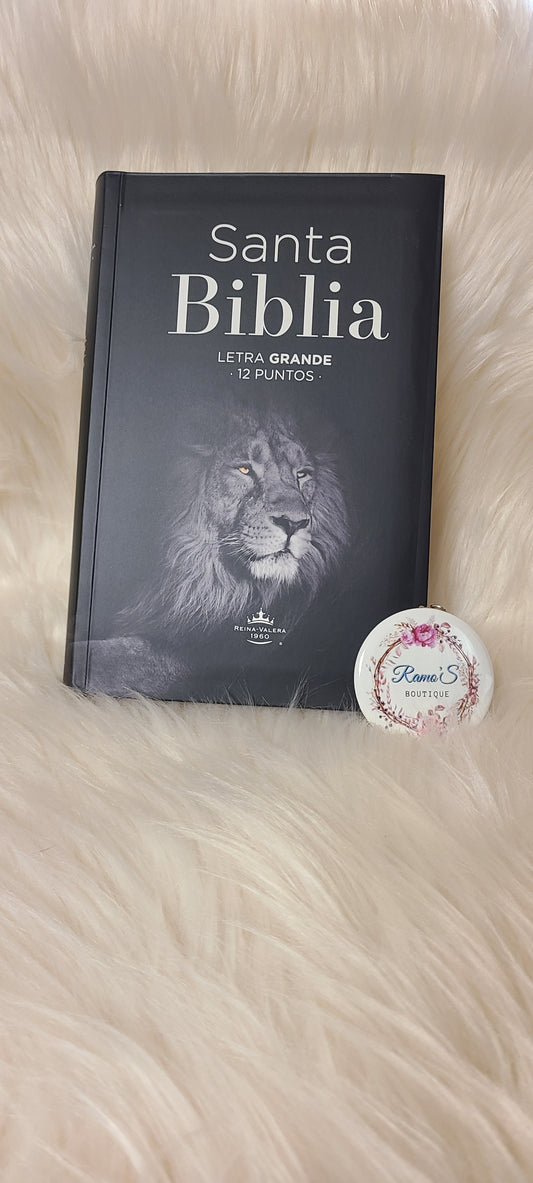 Santa
Biblia
LETRA GRANDE
· 12 PUNTOS ·
REINA-VALERA
1960
®
Ramo'S
BOUTIQUE